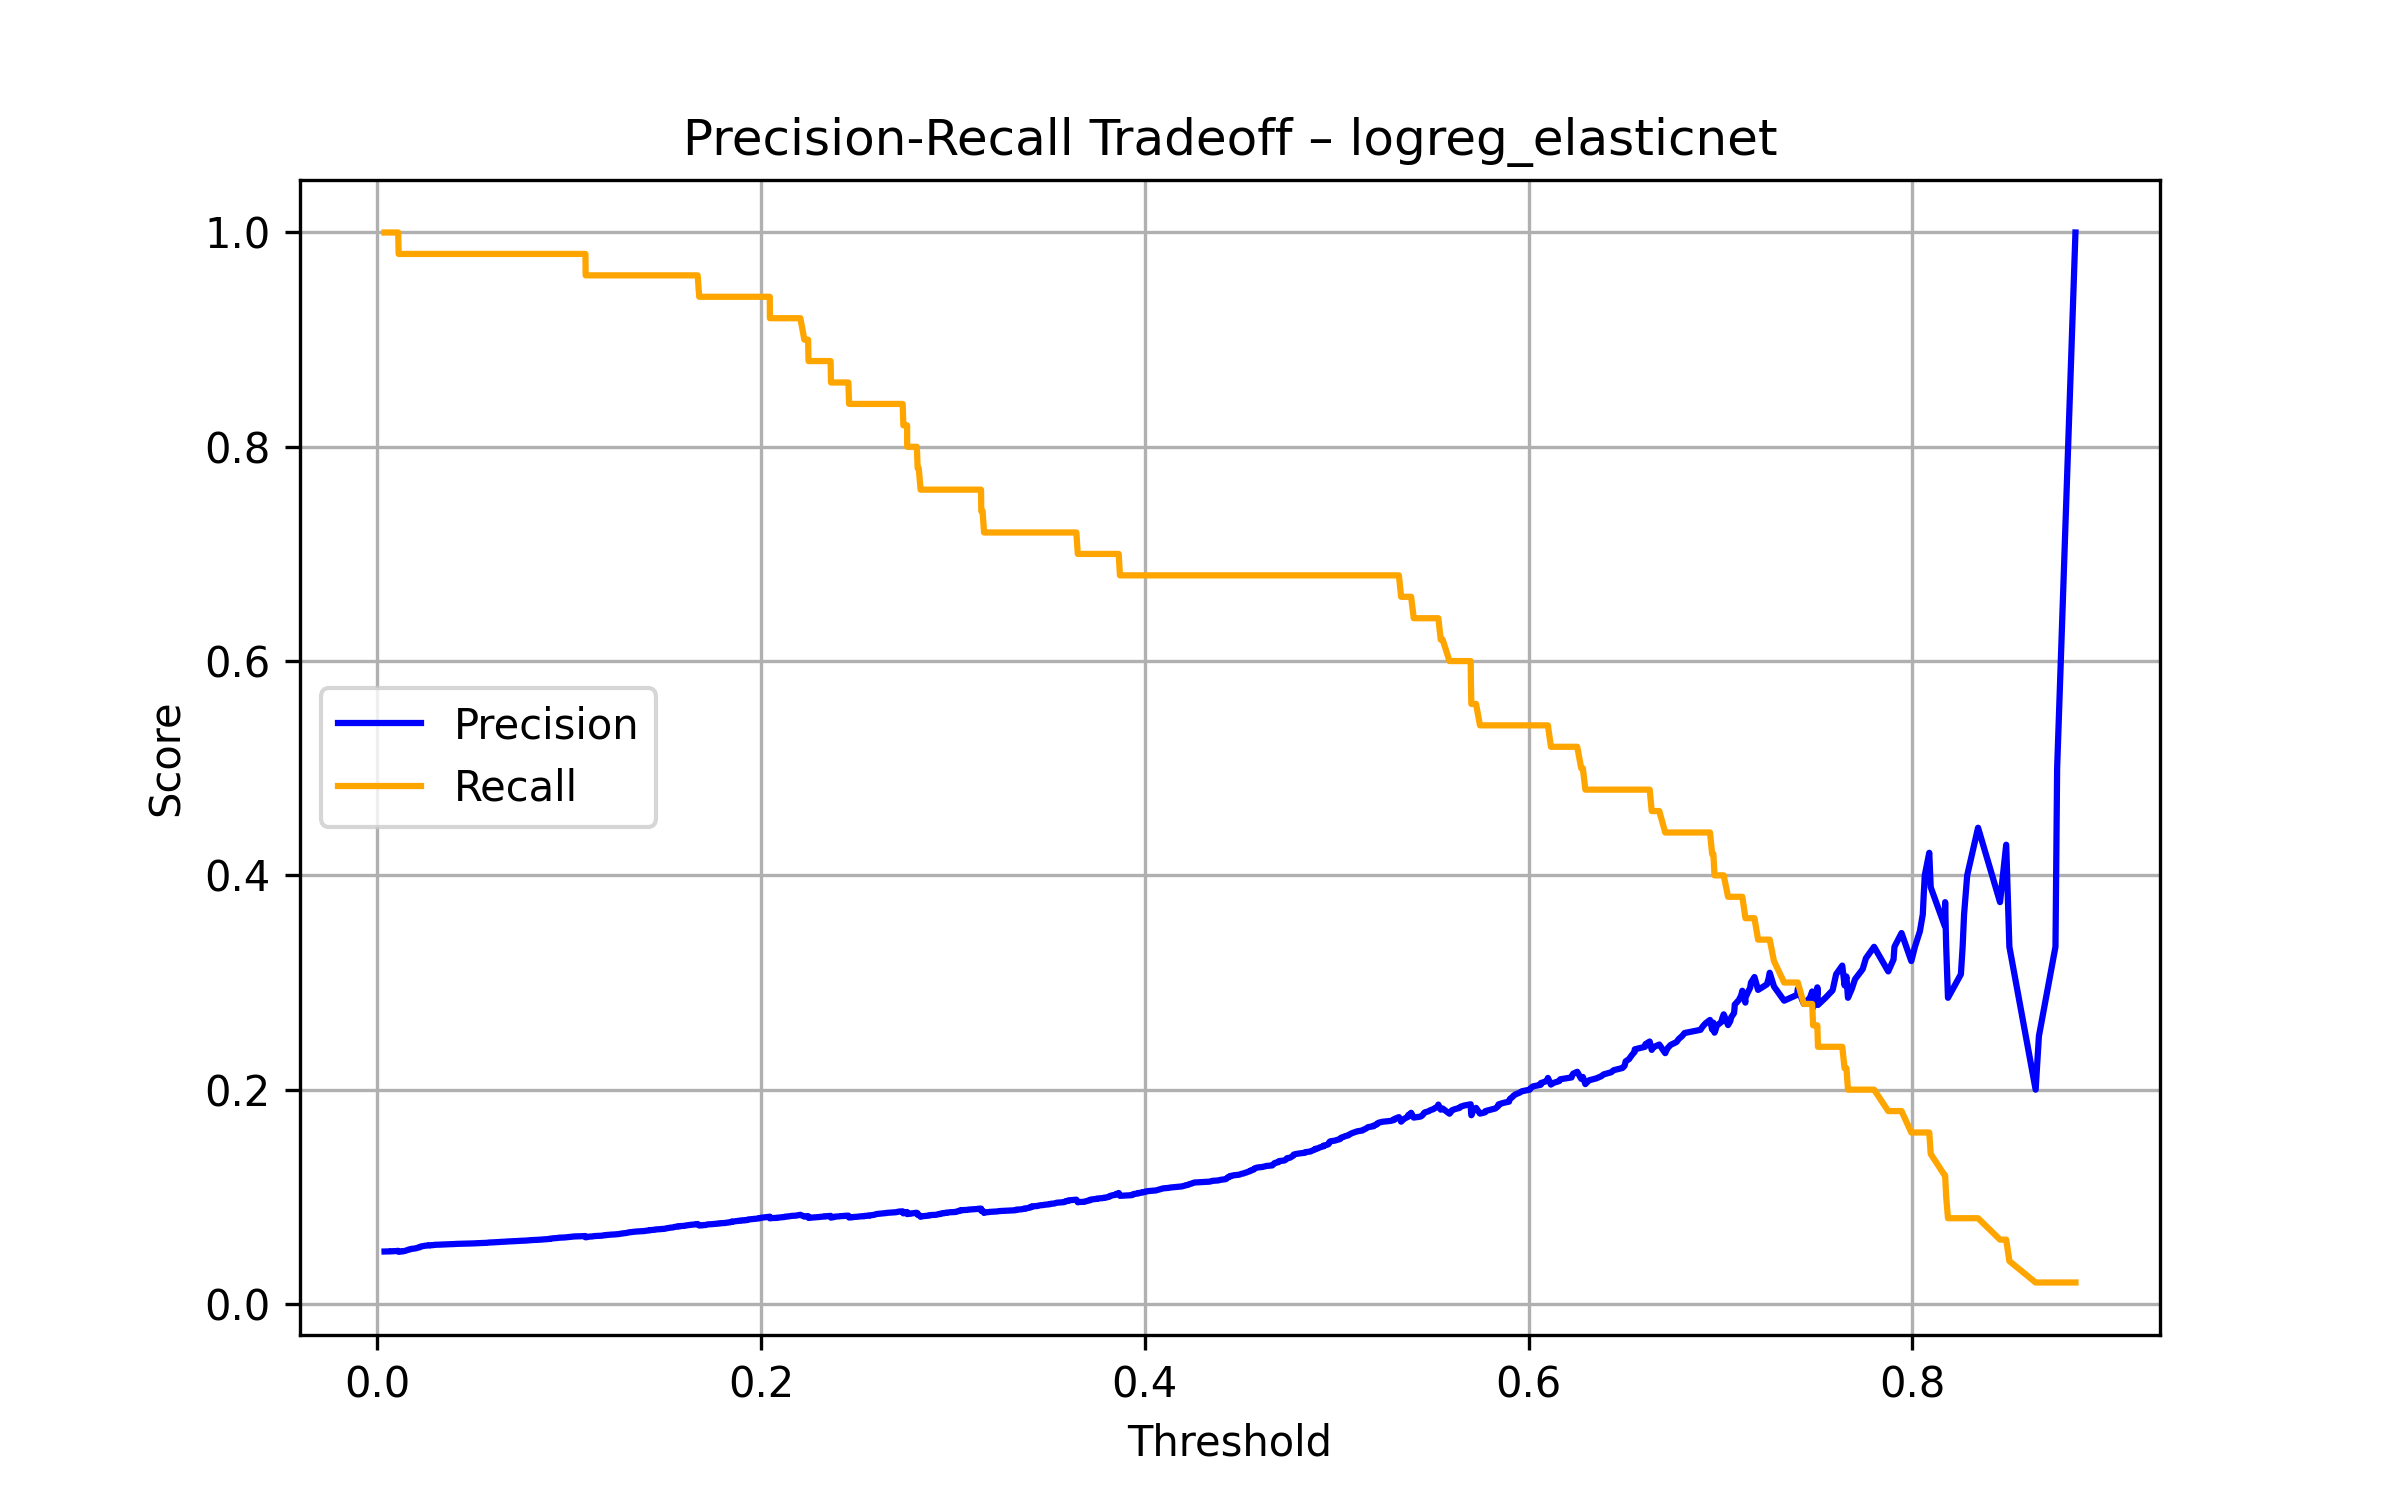 Precision-Recall Tradeoff – logreg_elasticnet
1.0
0.8
0.6
0.4
0.2
0.0
Score
Precision
Recall
0.0 0.2 0.4 0.6 0.8
Threshold